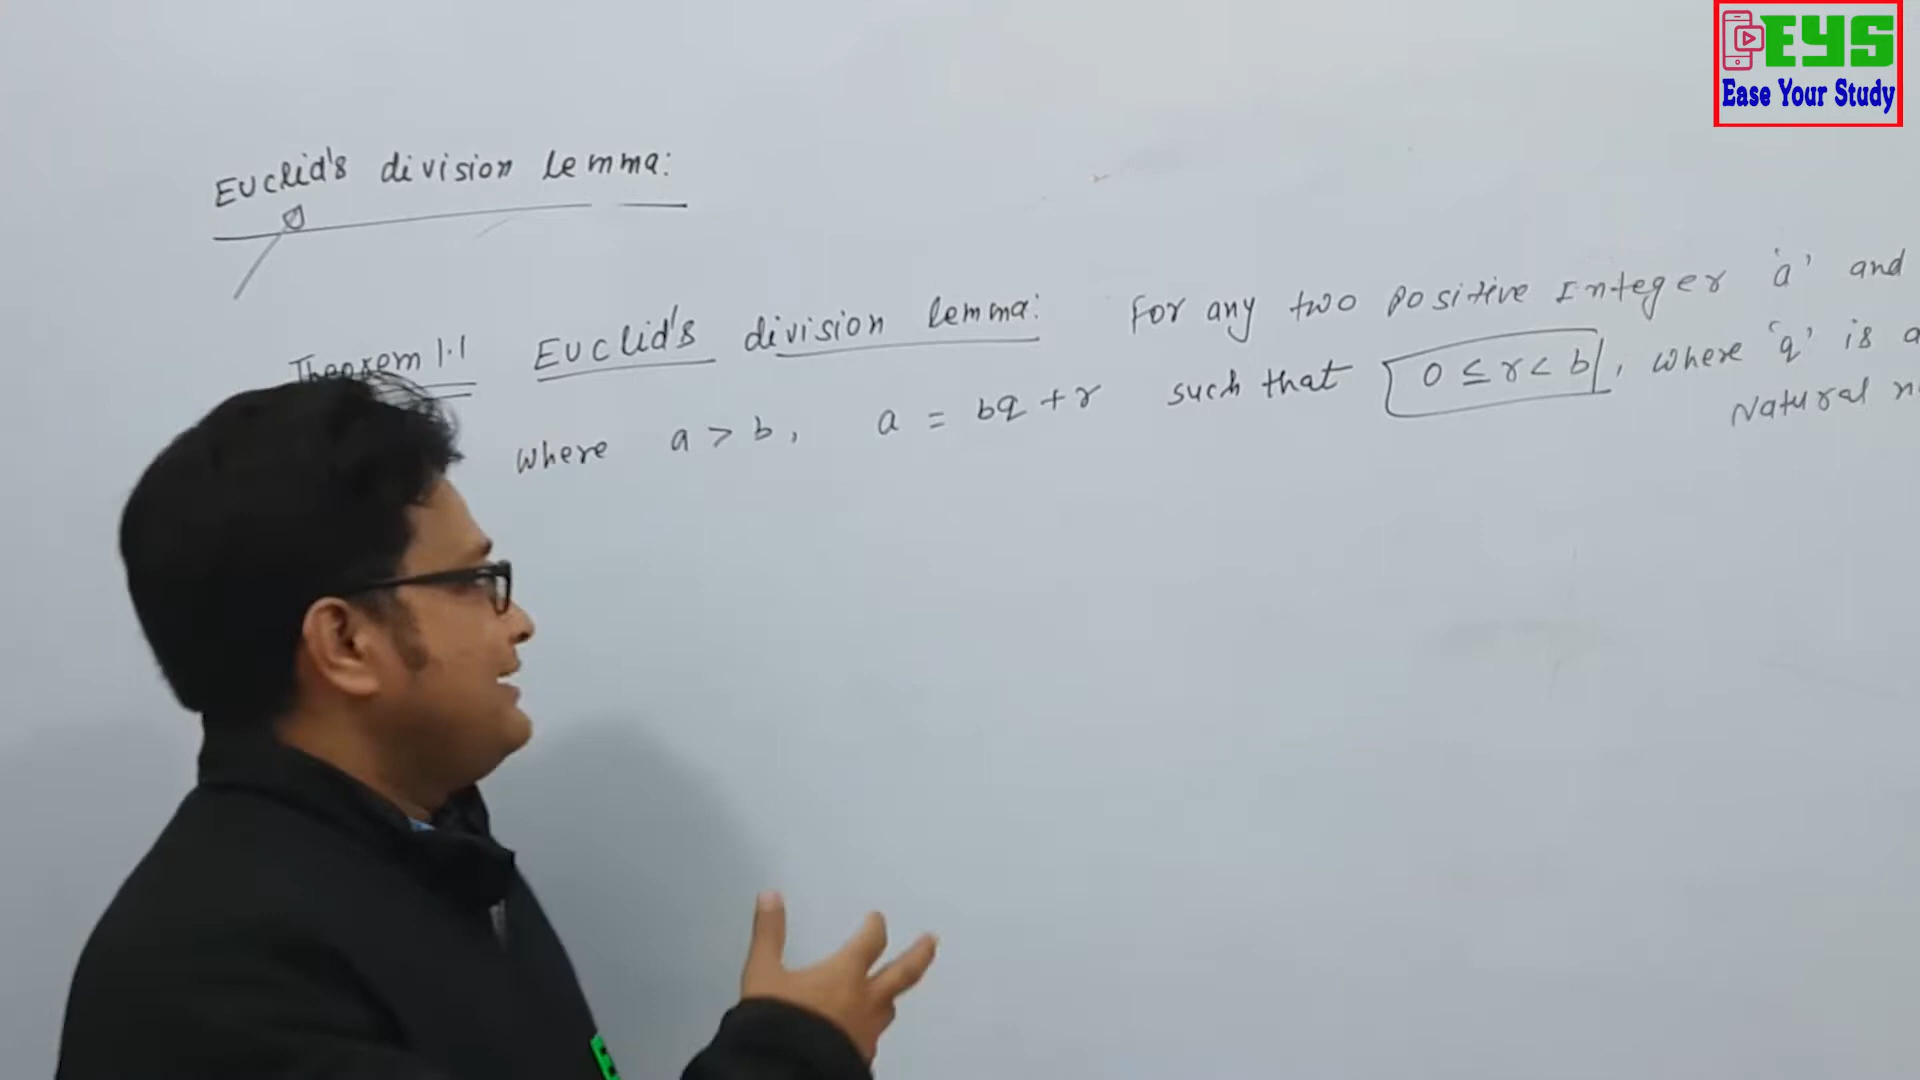 EYS
Ease Your Study
Euclid's division lemma:
Theorem 1.1 Euclid's division lemma: For any two positive Integer 'a' and
where a > b, a = bq + r such that 0 ≤ r < b, where 'q' is a
Natural